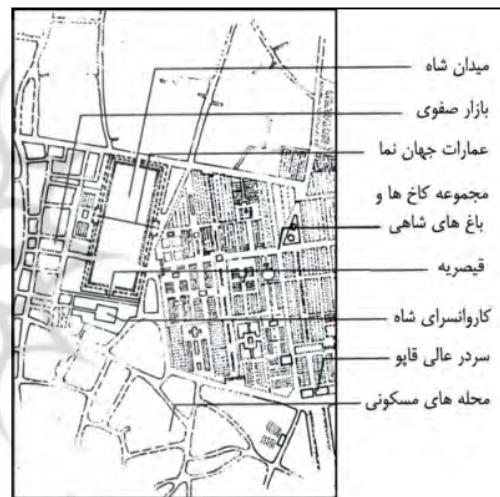 میدان شاه
بازار صفوی
عمارات جهان نما
مجموعه کاخ ها و
باغ های شاهی
قیصریه
کاروانسرای شاه
سردر عالی قاپو
محله های مسکونی